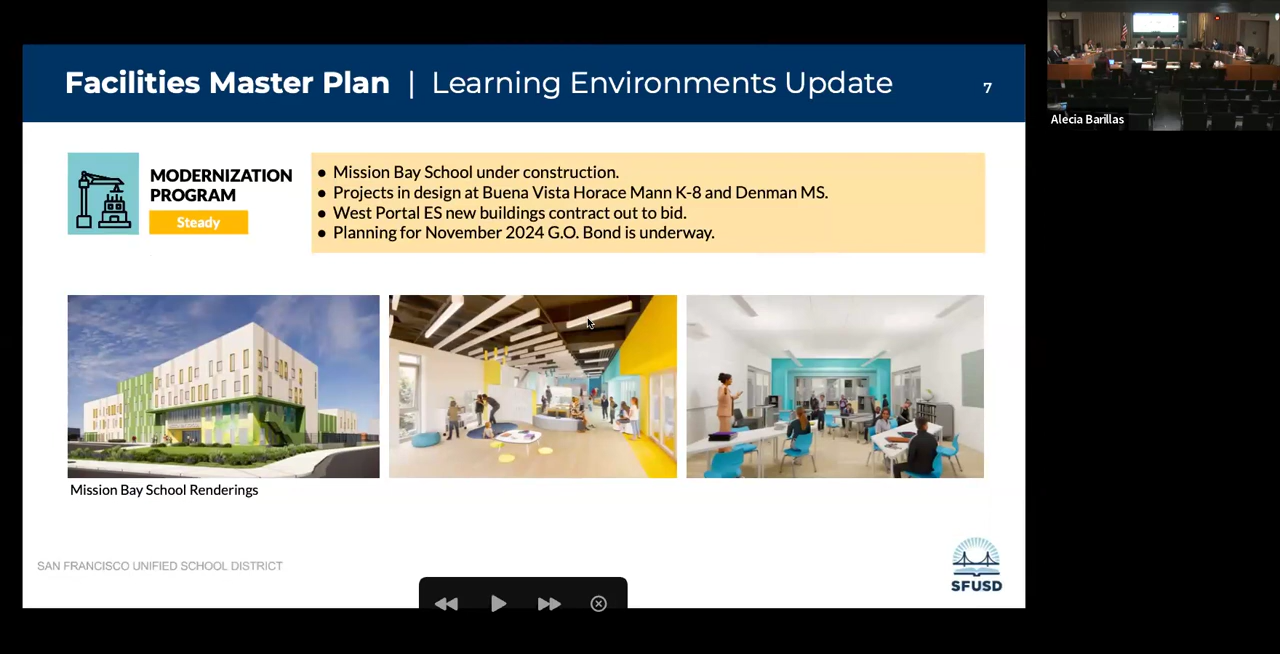 Facilities Master Plan | Learning Environments Update
7
MODERNIZATION
PROGRAM
Steady
● Mission Bay School under construction.
● Projects in design at Buena Vista Horace Mann K-8 and Denman MS.
● West Portal ES new buildings contract out to bid.
● Planning for November 2024 G.O. Bond is underway.
Mission Bay School Renderings
SAN FRANCISCO UNIFIED SCHOOL DISTRICT
SFUSD
Alecia Barillas